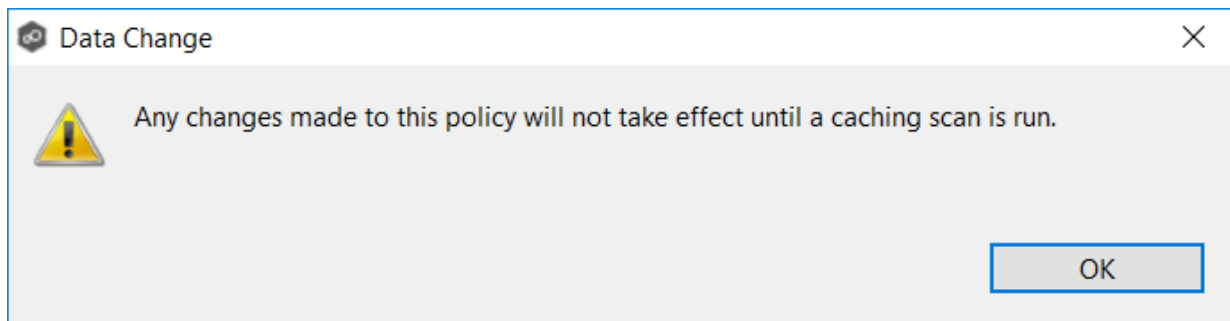 Data Change
Any changes made to this policy will not take effect until a caching scan is run.
OK